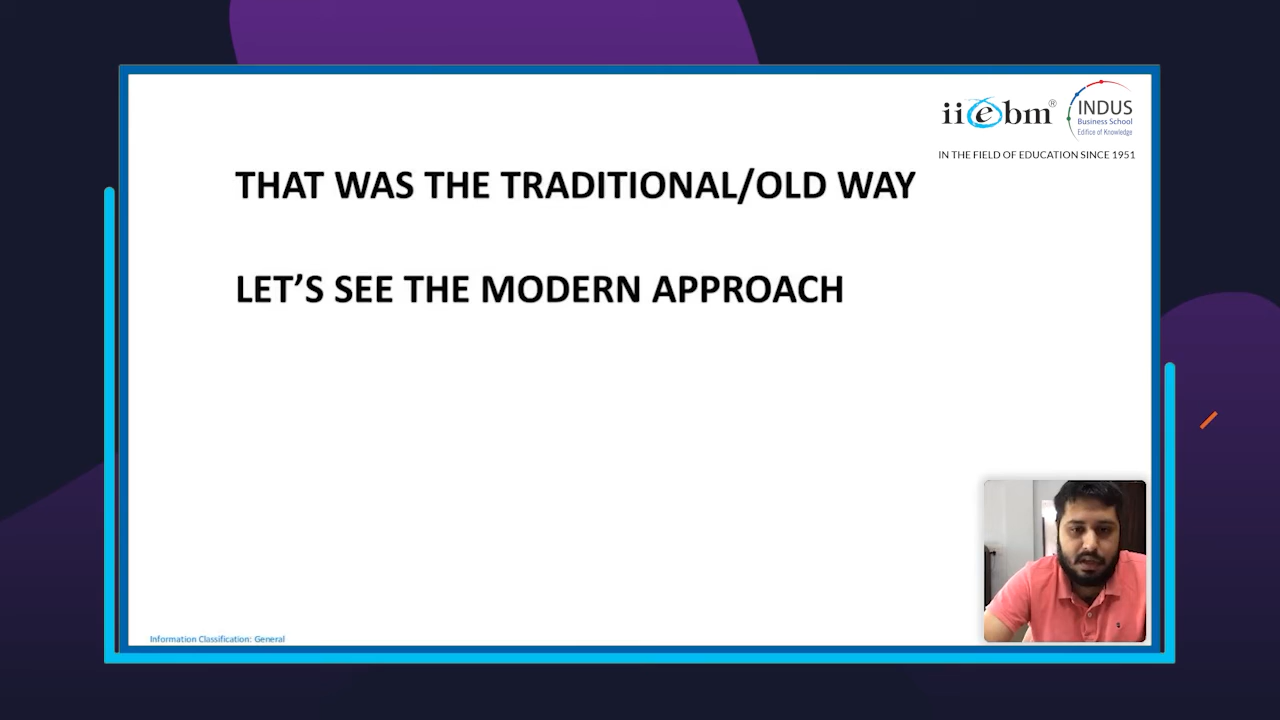 iiebm®
INDUS
Business School
Edifice of Knowledge
IN THE FIELD OF EDUCATION SINCE 1951
THAT WAS THE TRADITIONAL/OLD WAY
LET’S SEE THE MODERN APPROACH
Information Classification: General